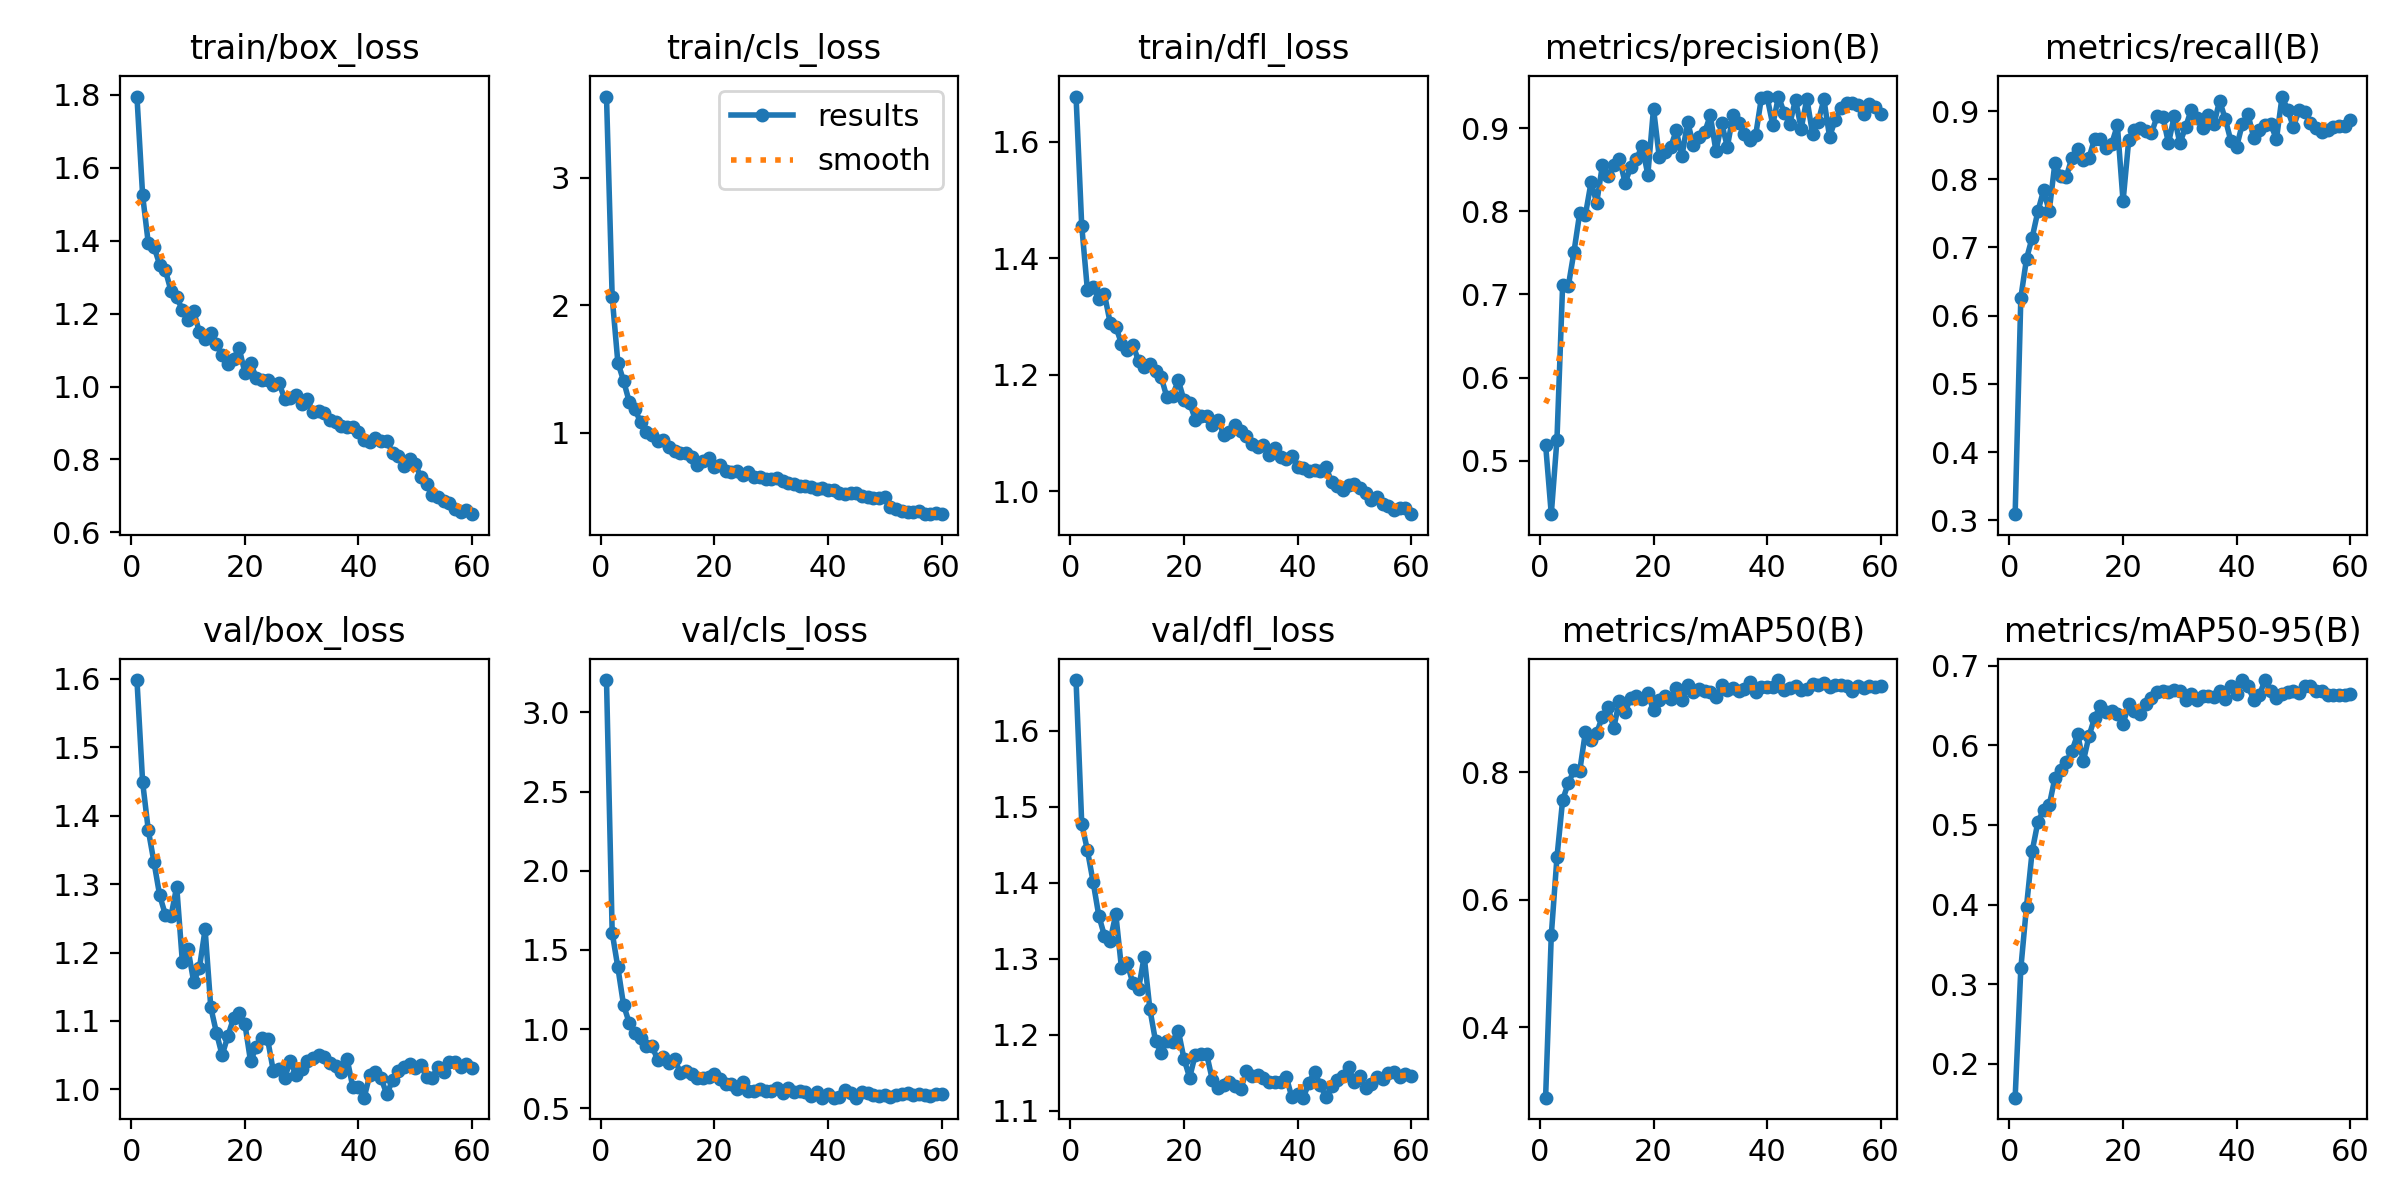 train/box_loss
train/cls_loss
train/dfl_loss
metrics/precision(B)
metrics/recall(B)
1.8
1.6
1.4
1.2
1.0
0.8
0.6
0 20 40 60
results
smooth
3
2
1
0 20 40 60
1.6
1.4
1.2
1.0
0 20 40 60
0.9
0.8
0.7
0.6
0.5
0 20 40 60
0.9
0.8
0.7
0.6
0.5
0.4
0.3
0 20 40 60
val/box_loss
val/cls_loss
val/dfl_loss
metrics/mAP50(B)
metrics/mAP50-95(B)
1.6
1.5
1.4
1.3
1.2
1.1
1.0
0 20 40 60
3.0
2.5
2.0
1.5
1.0
0.5
0 20 40 60
1.6
1.5
1.4
1.3
1.2
1.1
0 20 40 60
0.8
0.6
0.4
0 20 40 60
0.7
0.6
0.5
0.4
0.3
0.2
0 20 40 60